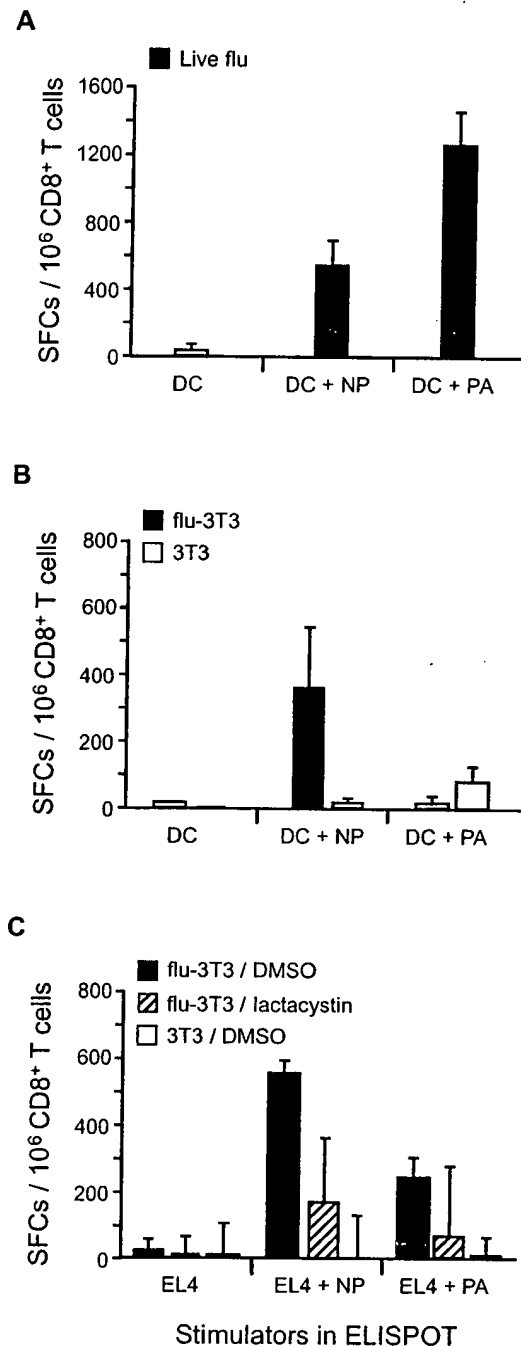 A
Live flu
SFCs / 10⁶ CD8⁺ T cells
1600
1200
800
400
0
DC
DC + NP
DC + PA
B
flu-3T3
3T3
SFCs / 10⁶ CD8⁺ T cells
800
600
400
200
0
DC
DC + NP
DC + PA
C
flu-3T3 / DMSO
flu-3T3 / lactacystin
3T3 / DMSO
SFCs / 10⁶ CD8⁺ T cells
800
600
400
200
0
EL4
EL4 + NP
EL4 + PA
Stimulators in ELISPOT